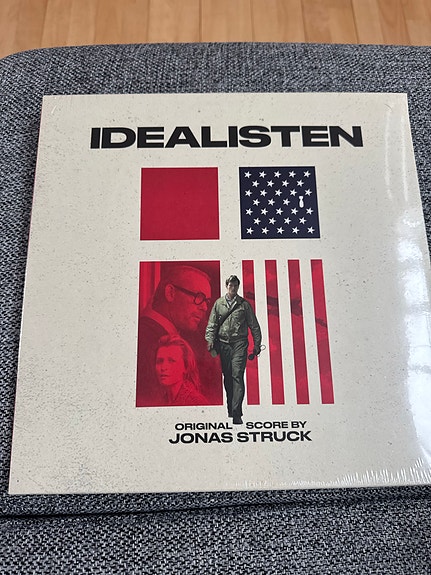 IDEALISTEN
ORIGINAL SCORE BY
JONAS STRUCK